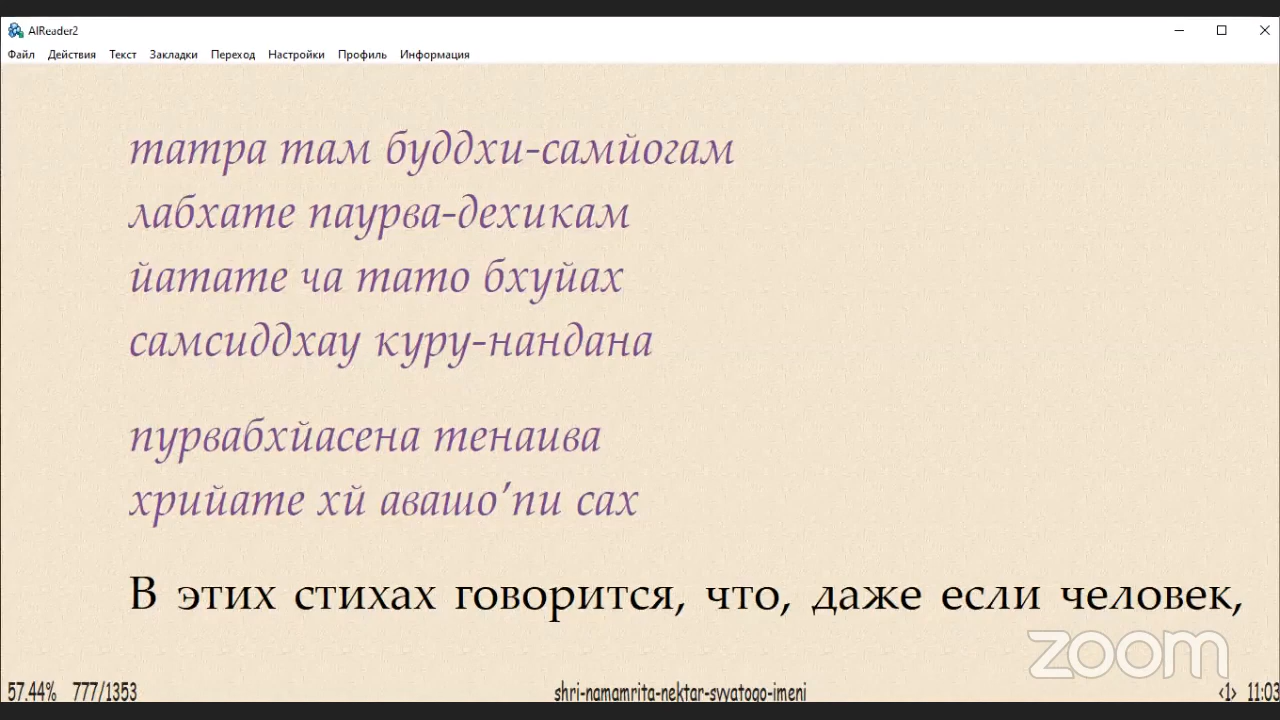 AlReader2
Файл Действия Текст Закладки Переход Настройки Профиль Информация
татра там буддхи-самйогам
лабхате паурва-дехикам
йатате ча тато бхуйах
самсиддхау куру-нандана
пурвабхйасена тенаива
хрийате хй авашо’пи сах
В этих стихах говорится, что, даже если человек,
zoom
57.44% 777/1353 shri-namamrita-nektar-svyatogo-imeni ‹1› 11:03